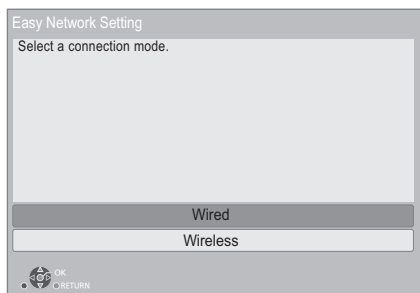 Easy Network Setting
Select a connection mode.
Wired
Wireless
OK
RETURN